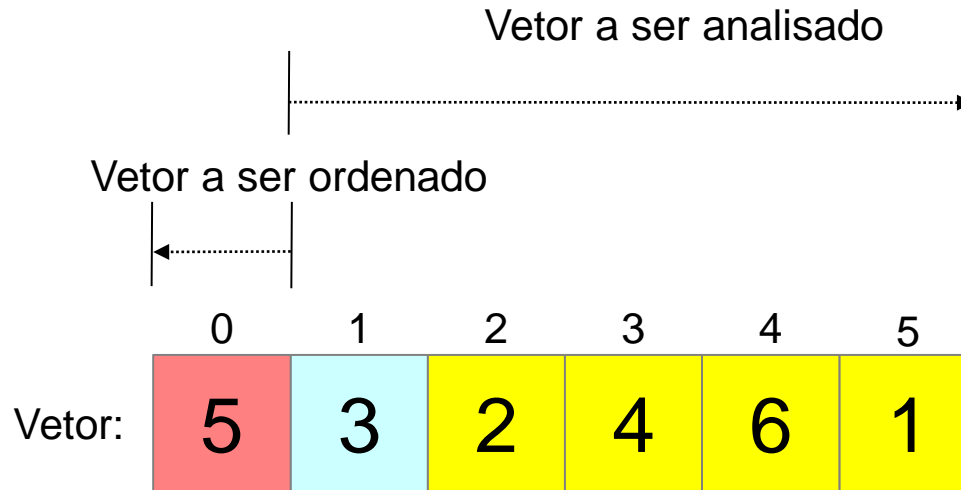 Vetor a ser analisado
Vetor a ser ordenado
0 1 2 3 4 5
Vetor: 5 3 2 4 6 1